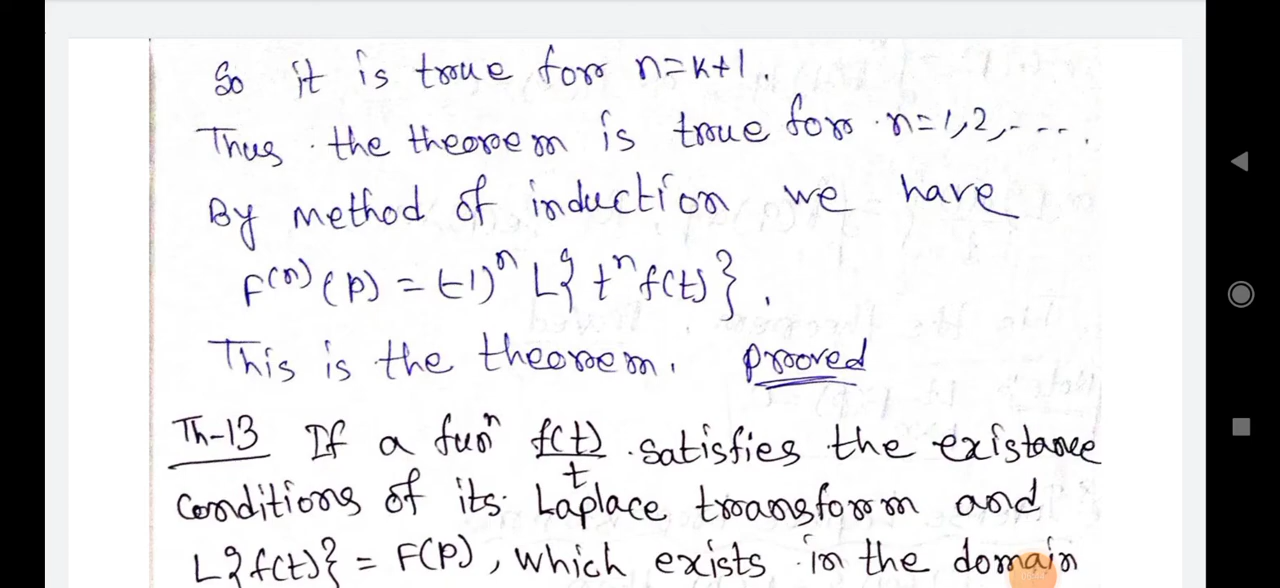 So it is true for n=k+1.
Thus the theorem is true for n=1,2,---.
By method of induction we have
F^(n)(p) = (-1)^n L{t^n f(t)}.
This is the theorem. proved
Th-13 If a fun^n f(t)/t satisfies the existance
conditions of its Laplace transform and
L{f(t)} = F(p), which exists in the domain